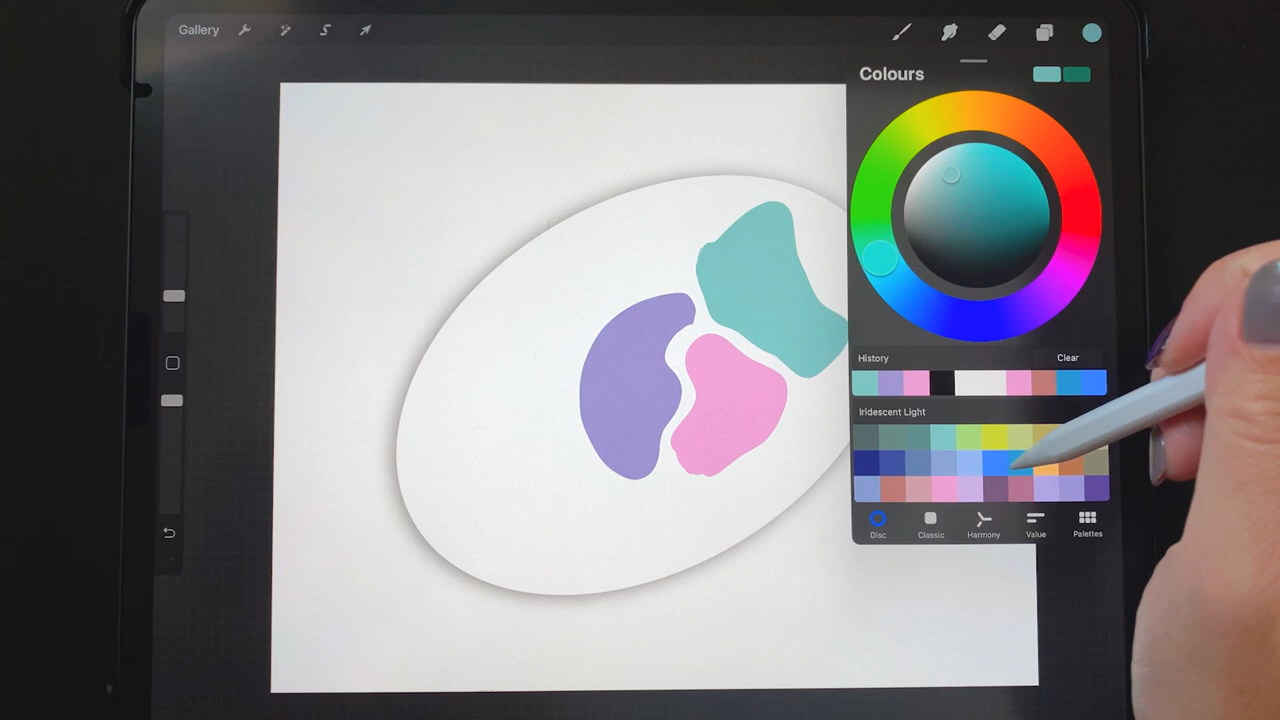 Gallery
Colours
History
Clear
Iridescent Light
Disc
Classic
Harmony
Value
Palettes